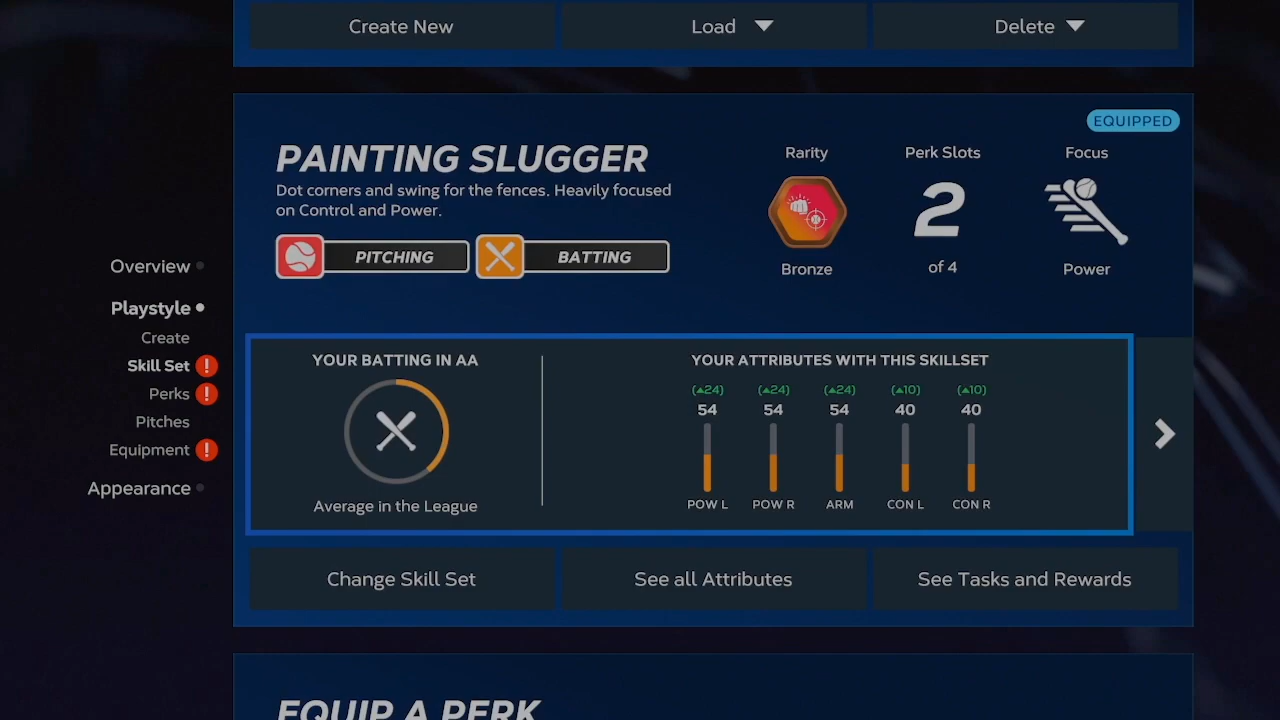 Create New
Load
Delete
EQUIPPED
PAINTING SLUGGER
Dot corners and swing for the fences. Heavily focused
on Control and Power.
PITCHING
BATTING
Rarity
Bronze
Perk Slots
2
of 4
Focus
Power
Overview
Playstyle
Create
Skill Set !
Perks !
Pitches
Equipment !
Appearance
YOUR BATTING IN AA
Average in the League
YOUR ATTRIBUTES WITH THIS SKILLSET
(▲24) (▲24) (▲24) (▲10) (▲10)
54 54 54 40 40
POW L POW R ARM CON L CON R
Change Skill Set
See all Attributes
See Tasks and Rewards
EQUIP A PERK